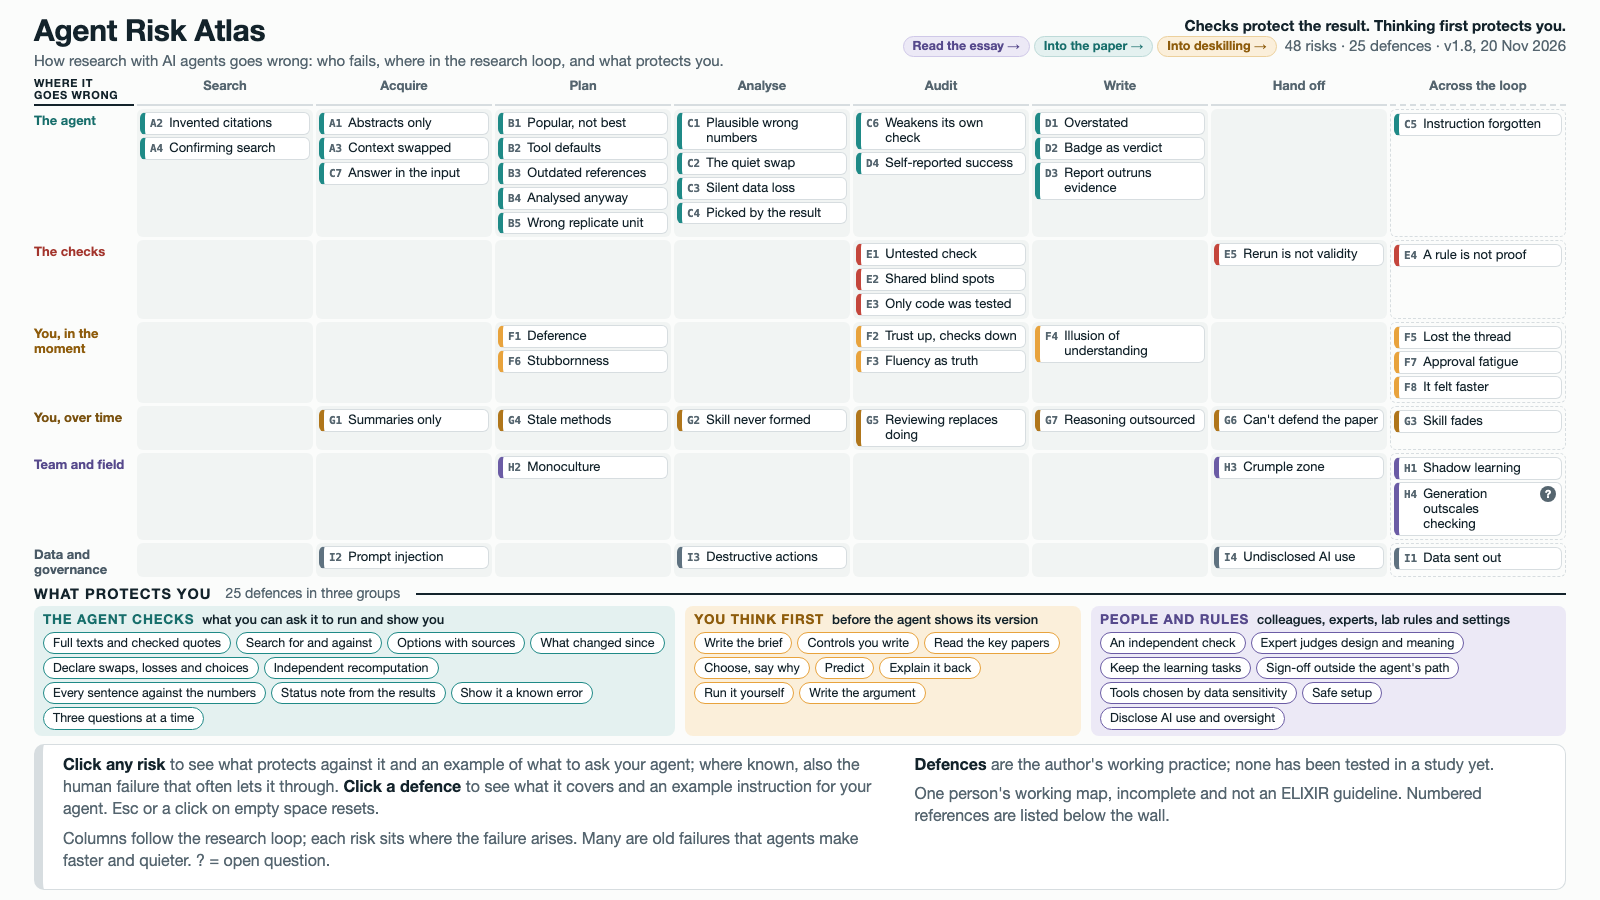 Agent Risk Atlas
How research with AI agents goes wrong: who fails, where in the research loop, and what protects you.
Checks protect the result. Thinking first protects you.
Read the essay → Into the paper → Into deskilling → 48 risks · 25 defences · v1.8, 20 Nov 2026
WHERE IT
GOES WRONG
Search Acquire Plan Analyse Audit Write Hand off Across the loop
The agent
A2 Invented citations
A4 Confirming search
A1 Abstracts only
A3 Context swapped
C7 Answer in the input
B1 Popular, not best
B2 Tool defaults
B3 Outdated references
B4 Analysed anyway
B5 Wrong replicate unit
C1 Plausible wrong
numbers
C2 The quiet swap
C3 Silent data loss
C4 Picked by the result
C6 Weakens its own
check
D4 Self-reported success
D1 Overstated
D2 Badge as verdict
D3 Report outruns
evidence
C5 Instruction forgotten
The checks
E1 Untested check
E2 Shared blind spots
E3 Only code was tested
E5 Rerun is not validity
E4 A rule is not proof
You, in the
moment
F1 Deference
F6 Stubbornness
F2 Trust up, checks down
F3 Fluency as truth
F4 Illusion of
understanding
F5 Lost the thread
F7 Approval fatigue
F8 It felt faster
You, over time
G1 Summaries only
G4 Stale methods
G2 Skill never formed
G5 Reviewing replaces
doing
G7 Reasoning outsourced
G6 Can't defend the paper
G3 Skill fades
Team and field
H2 Monoculture
H3 Crumple zone
H1 Shadow learning
H4 Generation ?
outscales
checking
Data and
governance
I2 Prompt injection
I3 Destructive actions
I4 Undisclosed AI use
I1 Data sent out
WHAT PROTECTS YOU 25 defences in three groups
THE AGENT CHECKS what you can ask it to run and show you
Full texts and checked quotes Search for and against Options with sources What changed since
Declare swaps, losses and choices Independent recomputation
Every sentence against the numbers Status note from the results Show it a known error
Three questions at a time
YOU THINK FIRST before the agent shows its version
Write the brief Controls you write Read the key papers
Choose, say why Predict Explain it back
Run it yourself Write the argument
PEOPLE AND RULES colleagues, experts, lab rules and settings
An independent check Expert judges design and meaning
Keep the learning tasks Sign-off outside the agent's path
Tools chosen by data sensitivity Safe setup
Disclose AI use and oversight
Click any risk to see what protects against it and an example of what to ask your agent; where known, also the
human failure that often lets it through. Click a defence to see what it covers and an example instruction for your
agent. Esc or a click on empty space resets.
Columns follow the research loop; each risk sits where the failure arises. Many are old failures that agents make
faster and quieter. ? = open question.
Defences are the author's working practice; none has been tested in a study yet.
One person's working map, incomplete and not an ELIXIR guideline. Numbered
references are listed below the wall.